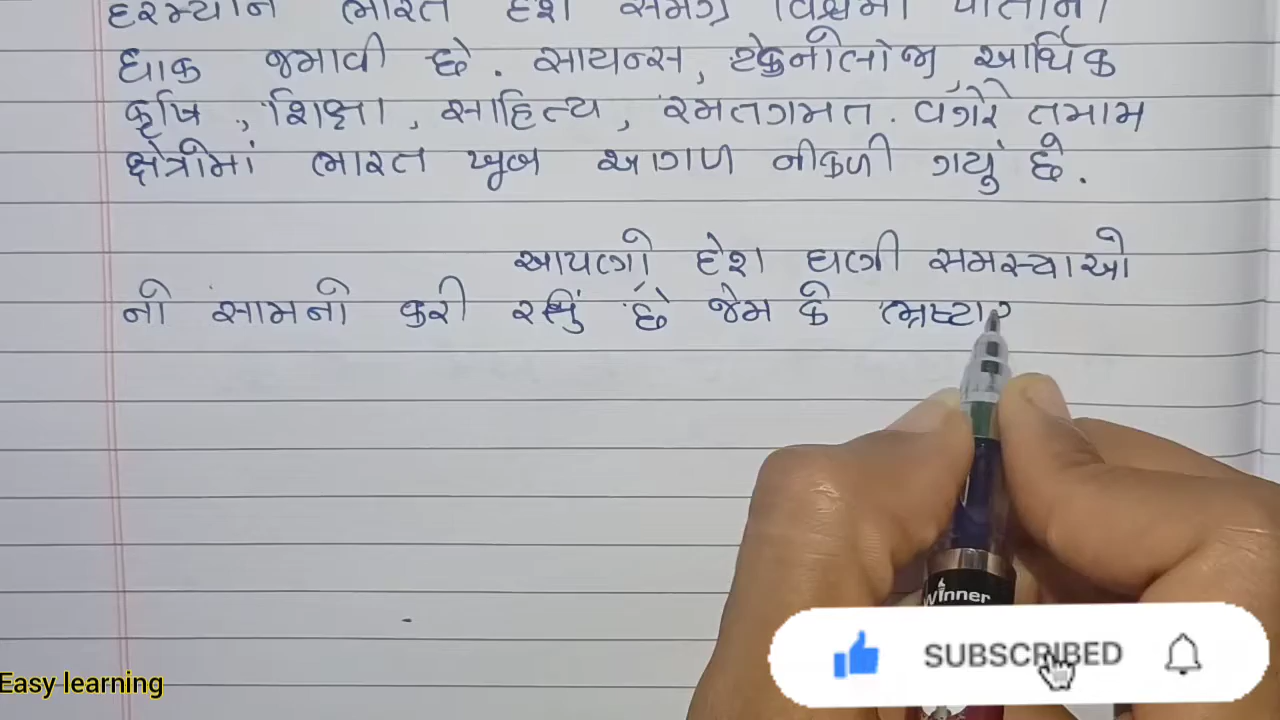 દરમ્યાન ભારત દેશ સમગ્ર વિશ્વમાં પોતાની
ધાક જમાવી છે. સાયન્સ, ટેકનોલોજી, આર્થિક
કૃષિ, શિક્ષા, સાહિત્ય, રમતગમત. વગેરે તમામ
ક્ષેત્રોમાં ભારત ખૂબ આગળ નીકળી ગયું છે.
આપણો દેશ ઘણી સમસ્યાઓ
નો સામનો કરી રહ્યું છે જેમ કે ભ્રષ્ટાર
Winner
SUBSCRIBED
Easy learning